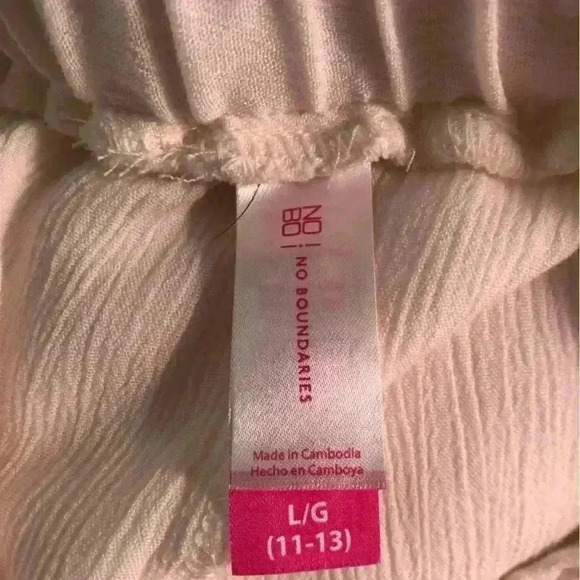 NO
BO
NO BOUNDARIES
Made in Cambodia
Hecho en Camboya
L/G
(11-13)